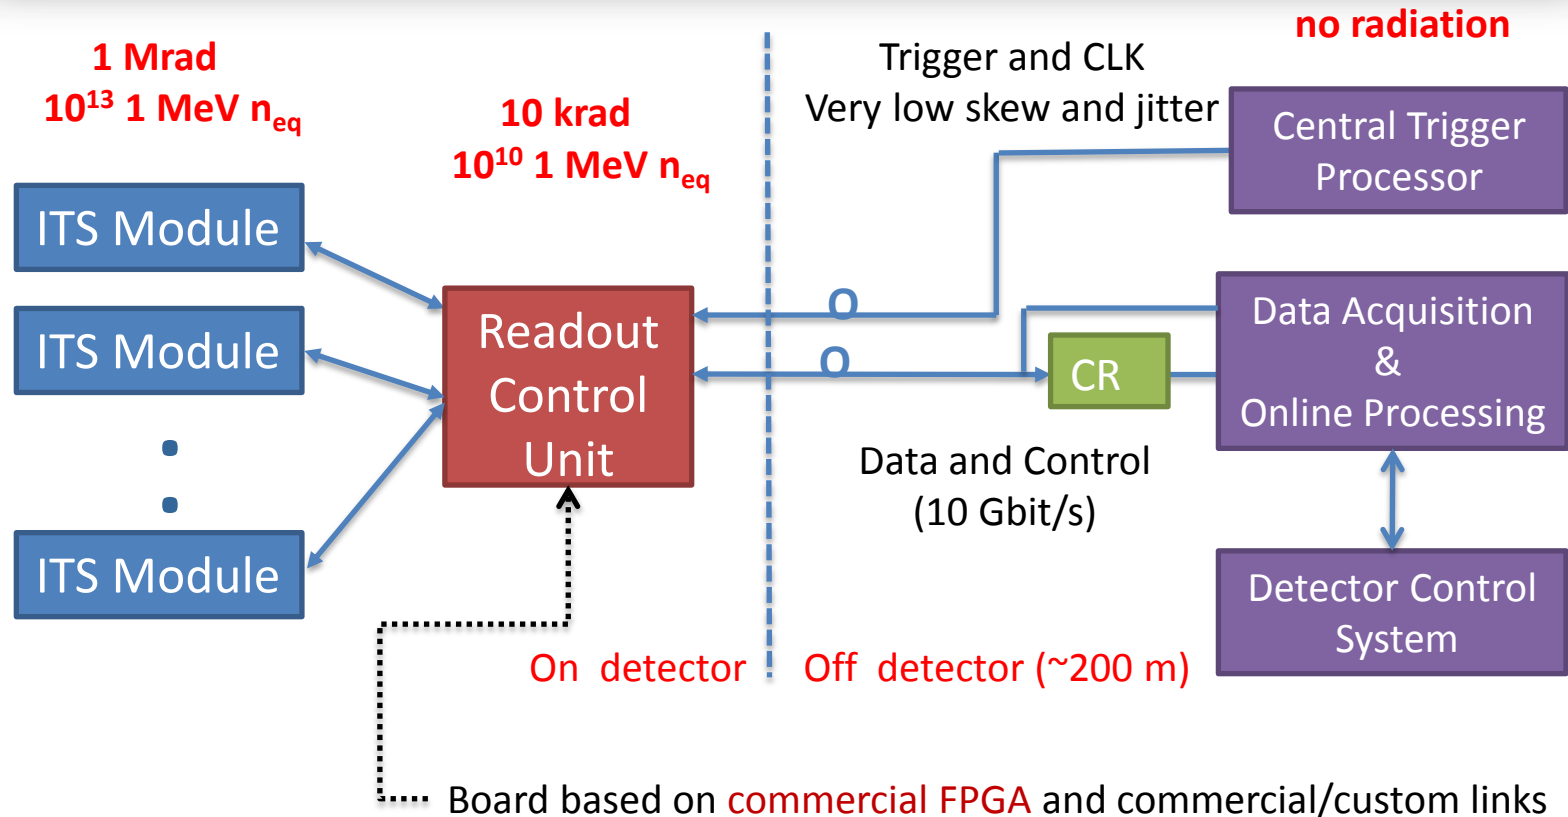 no radiation
1 Mrad
10¹³ 1 MeV nₑq
10 krad
10¹⁰ 1 MeV nₑq
Trigger and CLK
Very low skew and jitter
Central Trigger
Processor
ITS Module
ITS Module
ITS Module
Readout
Control
Unit
O
O
CR
Data Acquisition
&
Online Processing
Data and Control
(10 Gbit/s)
Detector Control
System
On detector
Off detector (~200 m)
Board based on commercial FPGA and commercial/custom links